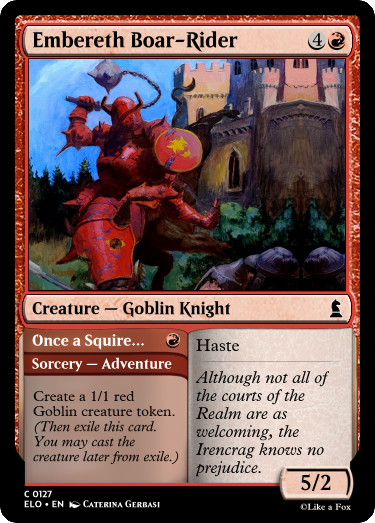 Embereth Boar-Rider 4
Creature — Goblin Knight
Once a Squire...
Sorcery — Adventure
Create a 1/1 red
Goblin creature token.
(Then exile this card.
You may cast the
creature later from exile.)
Haste
Although not all of
the courts of the
Realm are as
welcoming, the
Irencrag knows no
prejudice.
5/2
C 0127
ELO • EN Caterina Gerbasi
©Like a Fox